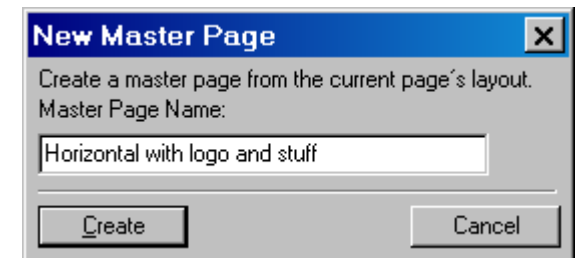 New Master Page
Create a master page from the current page´s layout.
Master Page Name:
Horizontal with logo and stuff
Create Cancel